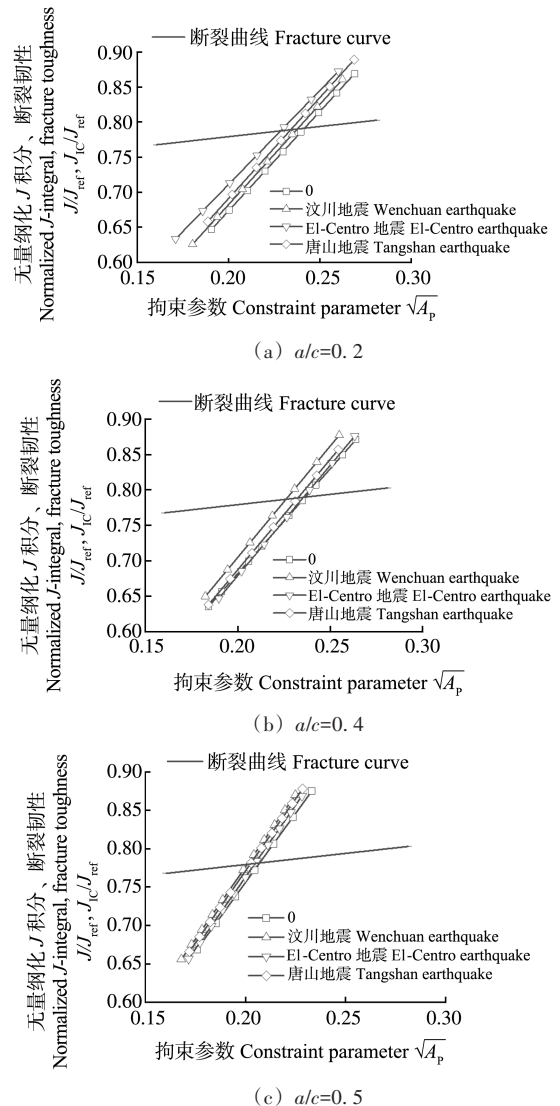 断裂曲线 Fracture curve
无量纲化 J 积分、断裂韧性
Normalized J-integral, fracture toughness
J/Jref, JIC/Jref
0.90
0.85
0.80
0.75
0.70
0.65
0.60
0
汶川地震 Wenchuan earthquake
El-Centro 地震 El-Centro earthquake
唐山地震 Tangshan earthquake
0.15 0.20 0.25 0.30
拘束参数 Constraint parameter √AP
（a）a/c=0.2
断裂曲线 Fracture curve
无量纲化 J 积分、断裂韧性
Normalized J-integral, fracture toughness
J/Jref, JIC/Jref
0.90
0.85
0.80
0.75
0.70
0.65
0.60
0
汶川地震 Wenchuan earthquake
El-Centro 地震 El-Centro earthquake
唐山地震 Tangshan earthquake
0.15 0.20 0.25 0.30
拘束参数 Constraint parameter √AP
（b）a/c=0.4
断裂曲线 Fracture curve
无量纲化 J 积分、断裂韧性
Normalized J-integral, fracture toughness
J/Jref, JIC/Jref
0.90
0.85
0.80
0.75
0.70
0.65
0.60
0
汶川地震 Wenchuan earthquake
El-Centro 地震 El-Centro earthquake
唐山地震 Tangshan earthquake
0.15 0.20 0.25 0.30
拘束参数 Constraint parameter √AP
（c）a/c=0.5